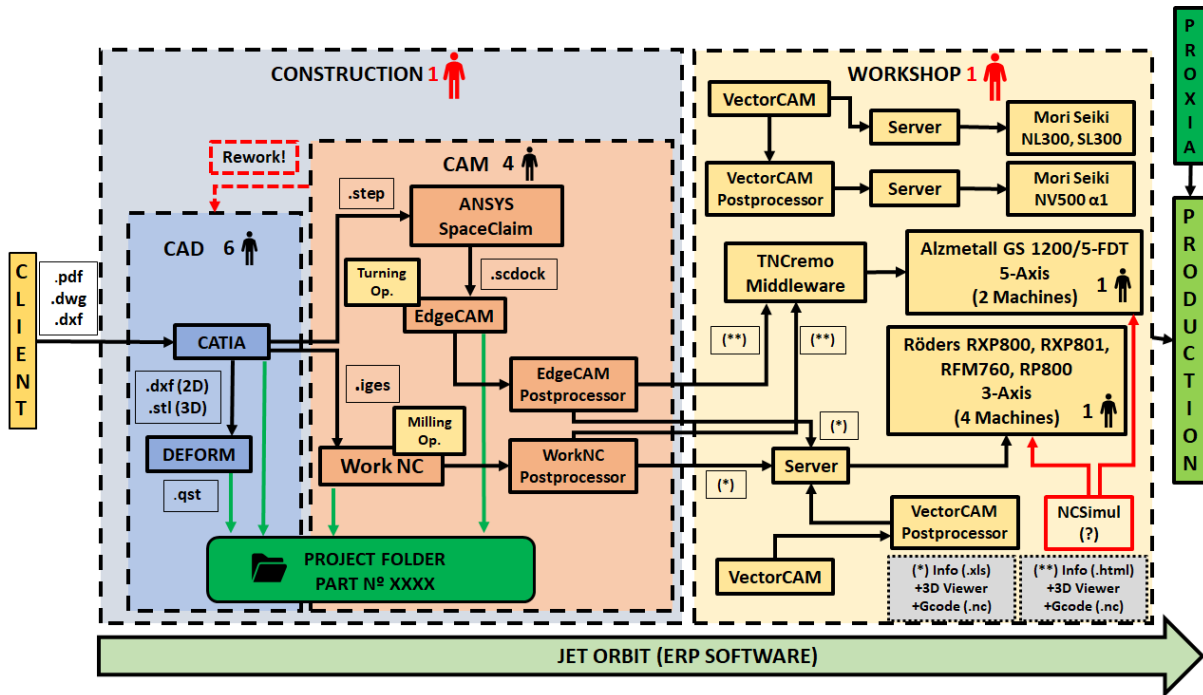 CLIENT
.pdf
.dwg
.dxf
CONSTRUCTION 1
Rework!
CAD 6
CATIA
.dxf (2D)
.stl (3D)
DEFORM
.qst
CAM 4
.step
ANSYS
SpaceClaim
.scdock
Turning
Op.
EdgeCAM
.iges
Milling
Op.
Work NC
EdgeCAM
Postprocessor
WorkNC
Postprocessor
PROJECT FOLDER
PART Nº XXXX
WORKSHOP 1
VectorCAM
Server
Mori Seiki
NL300, SL300
VectorCAM
Postprocessor
Server
Mori Seiki
NV500 α1
TNCremo
Middleware
Alzmetall GS 1200/5-FDT
5-Axis
(2 Machines)
1
(**)
(**)
Röders RXP800, RXP801,
RFM760, RP800
3-Axis
(4 Machines)
1
(*)
(*)
Server
VectorCAM
Postprocessor
VectorCAM
NCSimul
(?)
(*) Info (.xls)
+3D Viewer
+Gcode (.nc)
(**) Info (.html)
+3D Viewer
+Gcode (.nc)
PROXIA
PRODUCTION
JET ORBIT (ERP SOFTWARE)